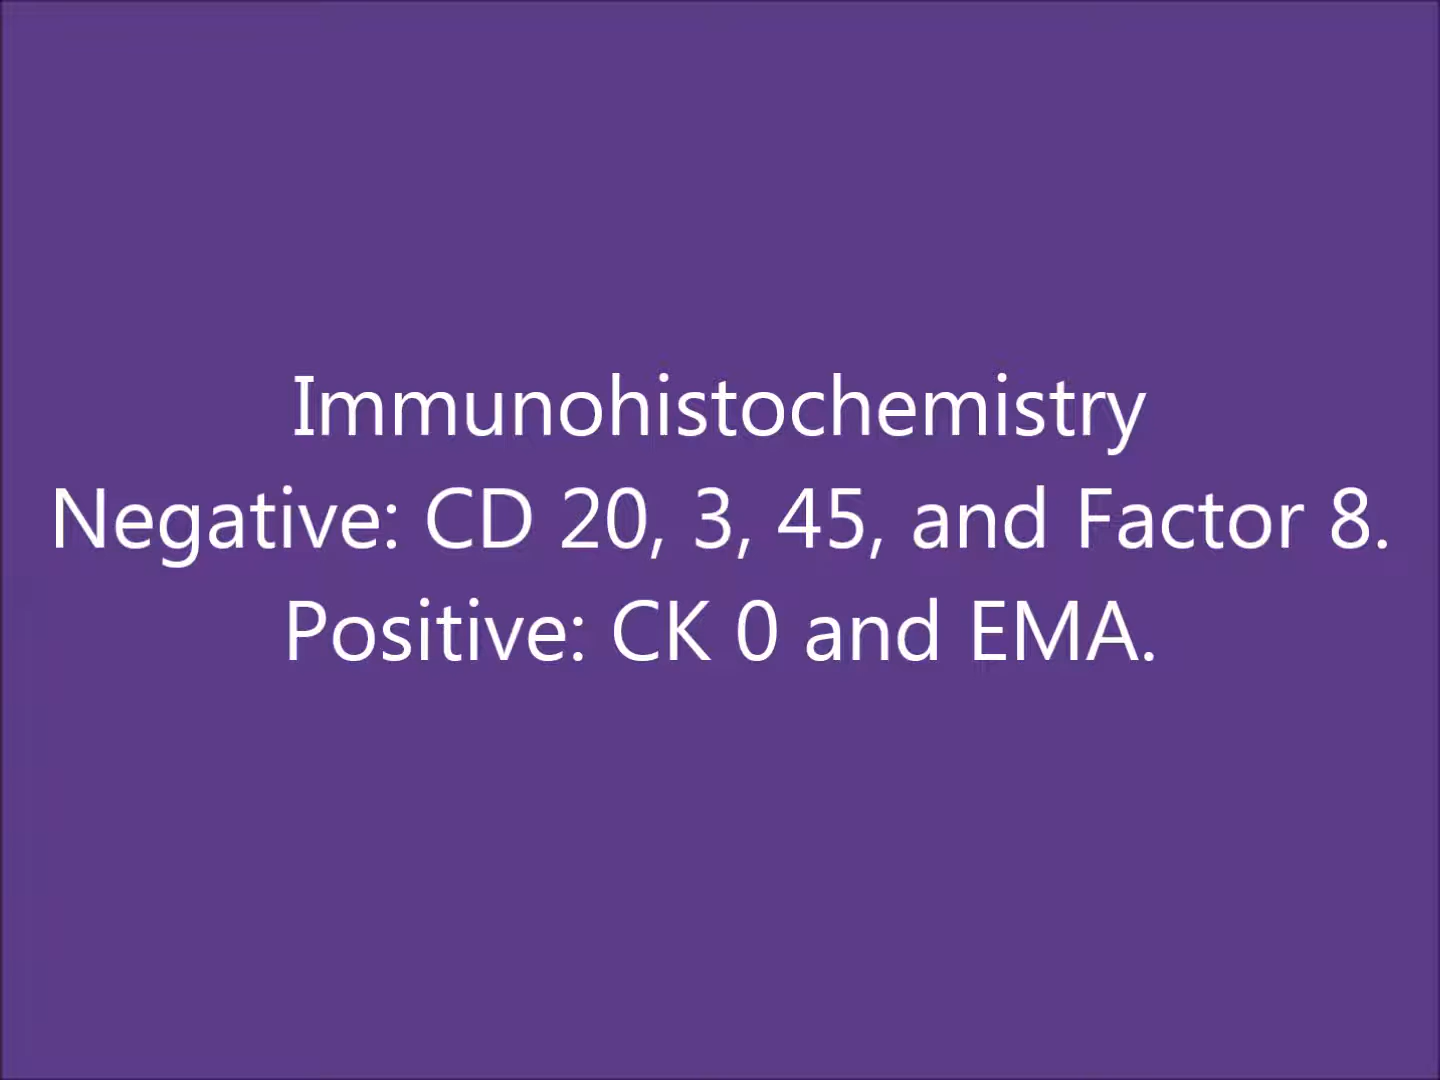 Immunohistochemistry
Negative: CD 20, 3, 45, and Factor 8.
Positive: CK 0 and EMA.